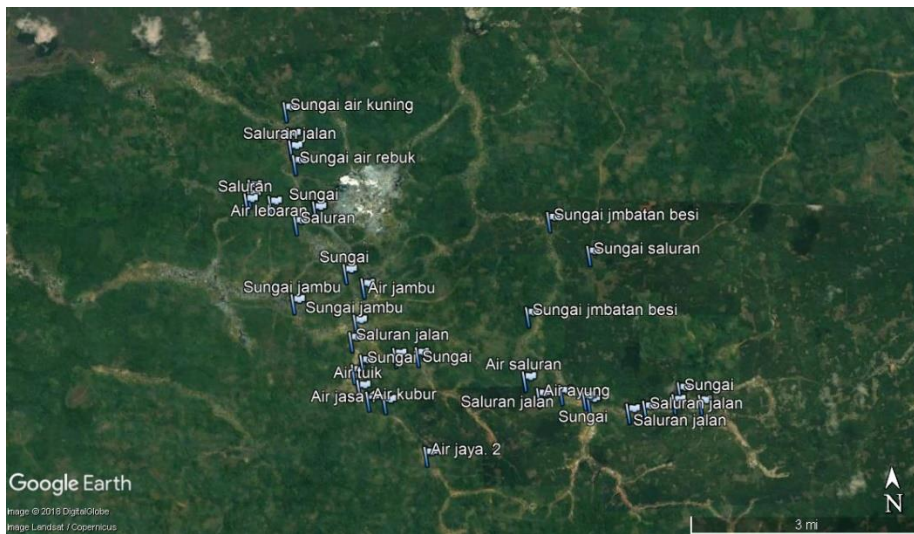 Sungai air kuning
Saluran jalan
Sungai air rebuk
Saluran
Sungai
Air lebaran
Saluran
Sungai jmbatan besi
Sungai saluran
Sungai
Air jambu
Sungai jambu
Sungai jambu
Sungai jmbatan besi
Saluran jalan
Sungai
Sungai
Air tuik
Air saluran
Air jasa
Air kubur
Saluran jalan
Air ayung
Sungai
Sungai
Saluran jalan
Saluran jalan
Air jaya. 2
Google Earth
Image © 2018 DigitalGlobe
Image Landsat / Copernicus
N
3 mi